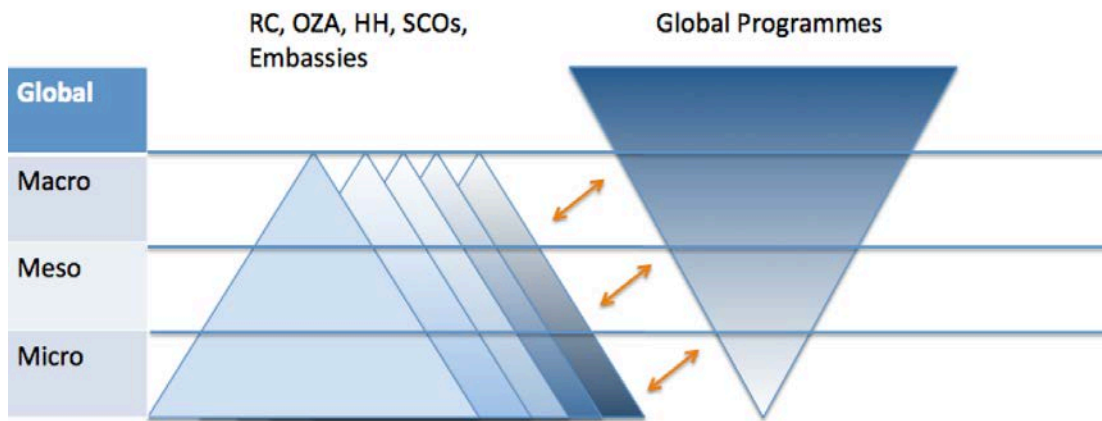 RC, OZA, HH, SCOs,
Embassies
Global Programmes
Global
Macro
Meso
Micro